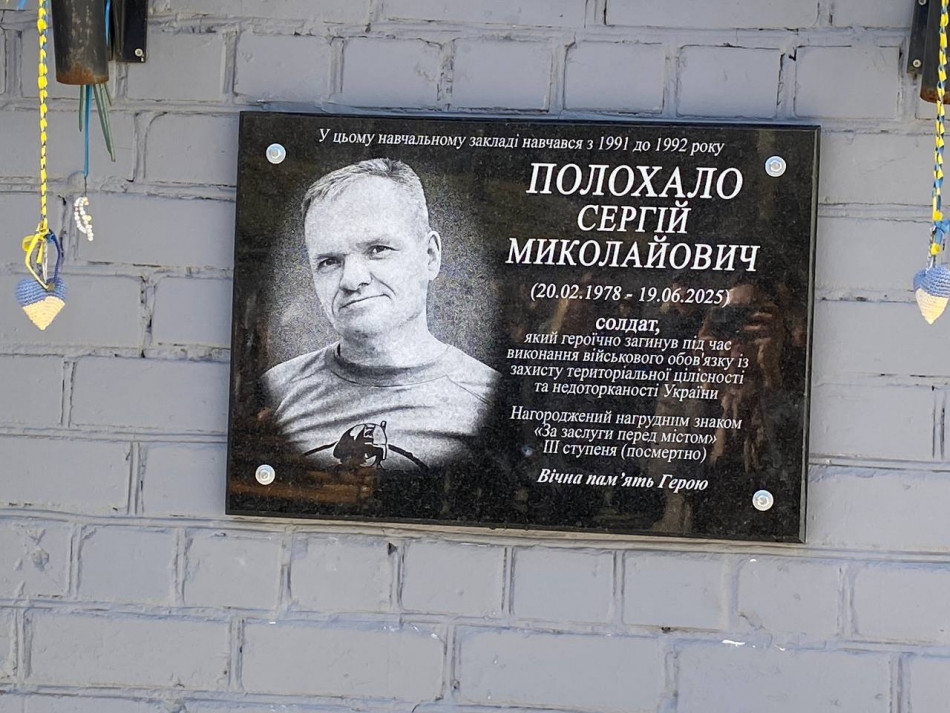 У цьому навчальному закладі навчався з 1991 до 1992 року
ПОЛОХАЛО
СЕРГІЙ
МИКОЛАЙОВИЧ
(20.02.1978 - 19.06.2025)
солдат,
який героїчно загинув під час
виконання військового обов'язку із
захисту територіальної цілісності
та недоторканості України
Нагороджений нагрудним знаком
«За заслуги перед містом»
ІІІ ступеня (посмертно)
Вічна пам'ять Герою